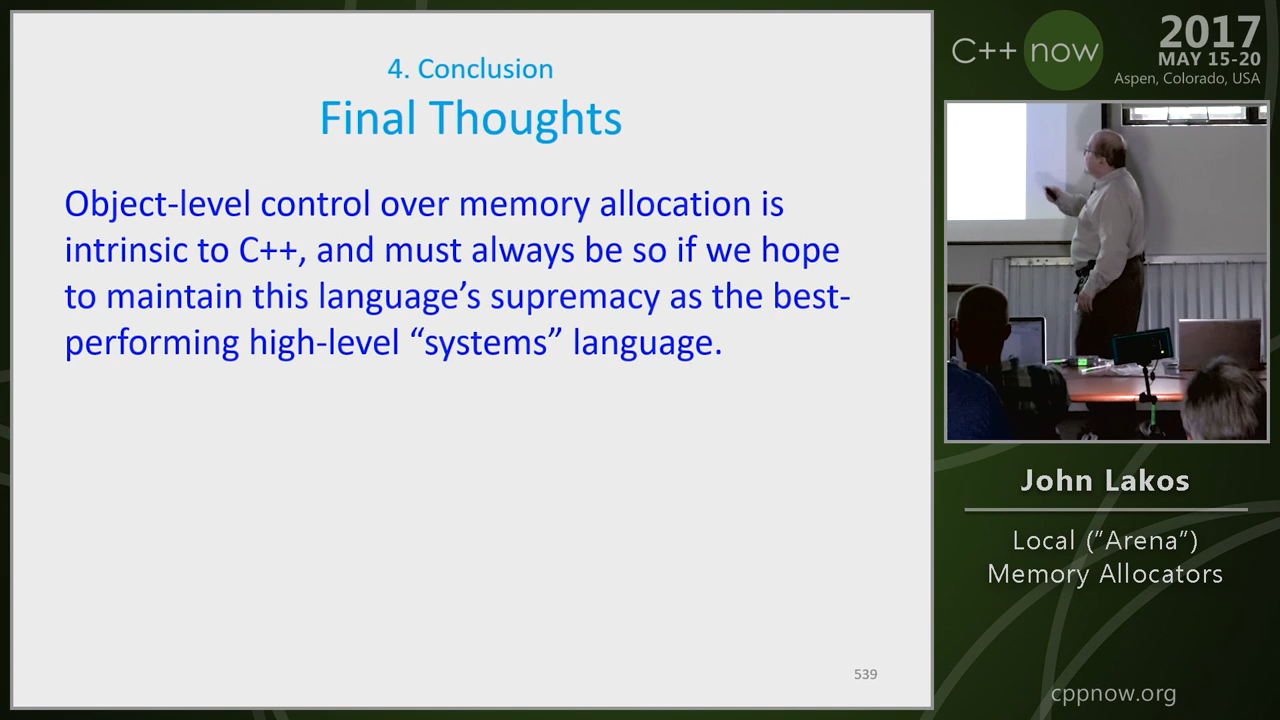 4. Conclusion
Final Thoughts
Object-level control over memory allocation is
intrinsic to C++, and must always be so if we hope
to maintain this language’s supremacy as the best-
performing high-level “systems” language.
539
C++ now
2017
MAY 15-20
Aspen, Colorado, USA
John Lakos
Local (”Arena”)
Memory Allocators
cppnow.org